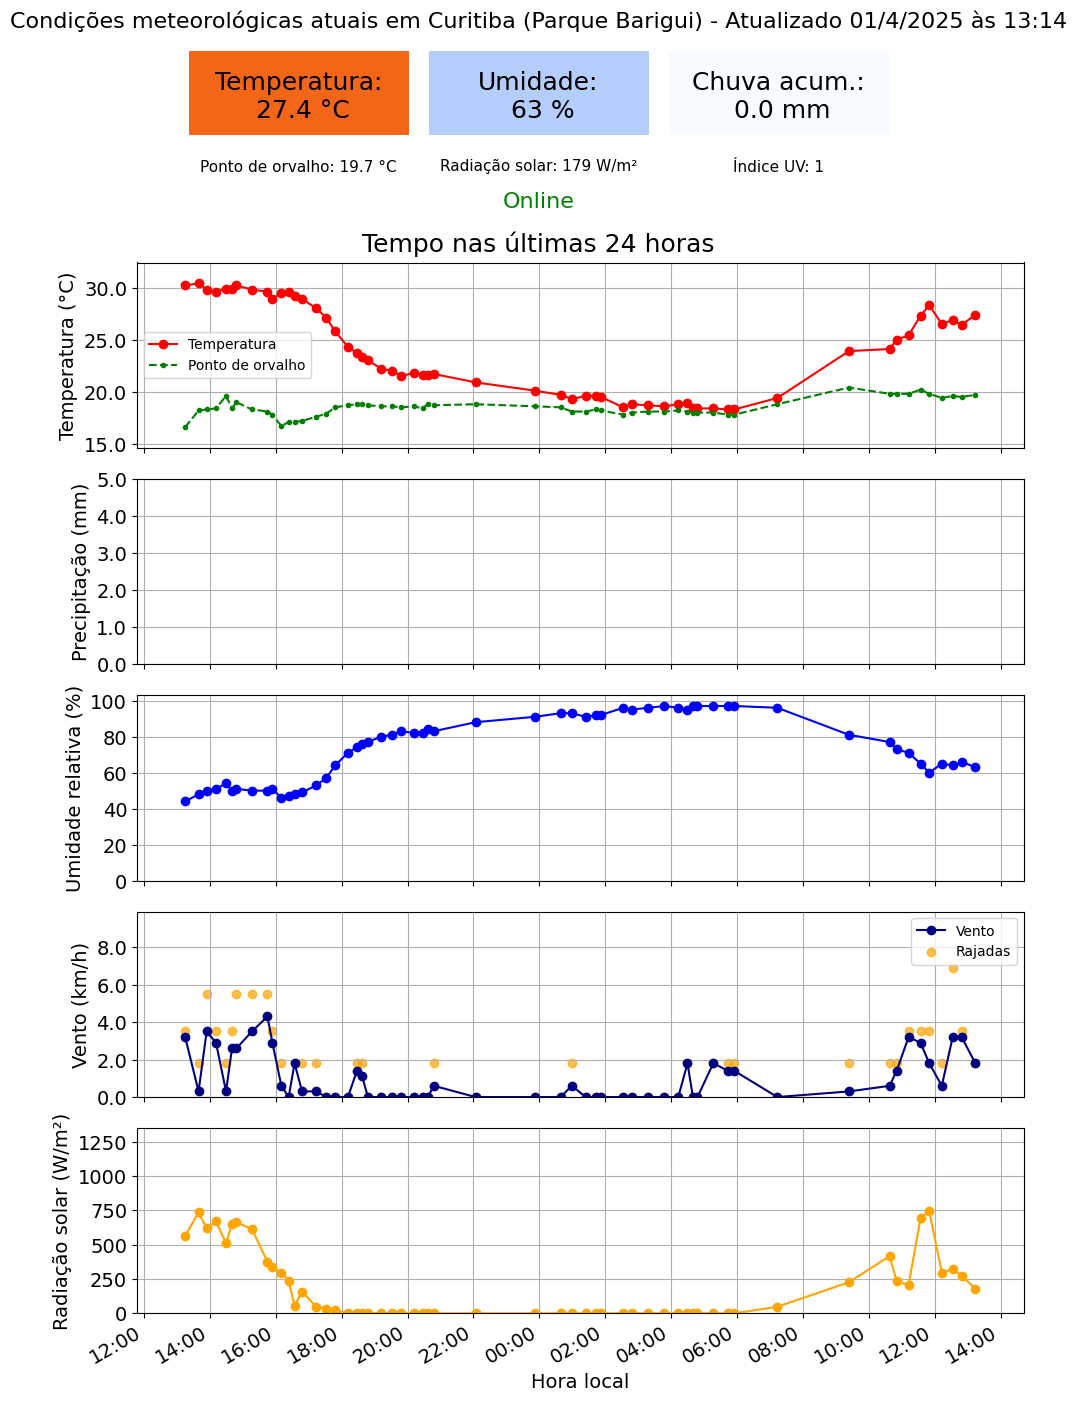 Condições meteorológicas atuais em Curitiba (Parque Barigui) - Atualizado 01/4/2025 às 13:14
Temperatura:
27.4 °C
Umidade:
63 %
Chuva acum.:
0.0 mm
Ponto de orvalho: 19.7 °C
Radiação solar: 179 W/m²
Índice UV: 1
Online
Tempo nas últimas 24 horas
Temperatura (°C)
30.0
25.0
20.0
15.0
Temperatura
Ponto de orvalho
Precipitação (mm)
5.0
4.0
3.0
2.0
1.0
0.0
Umidade relativa (%)
100
80
60
40
20
0
Vento (km/h)
8.0
6.0
4.0
2.0
0.0
Vento
Rajadas
Radiação solar (W/m²)
1250
1000
750
500
250
0
12:00
14:00
16:00
18:00
20:00
22:00
00:00
02:00
04:00
06:00
08:00
10:00
12:00
14:00
Hora local